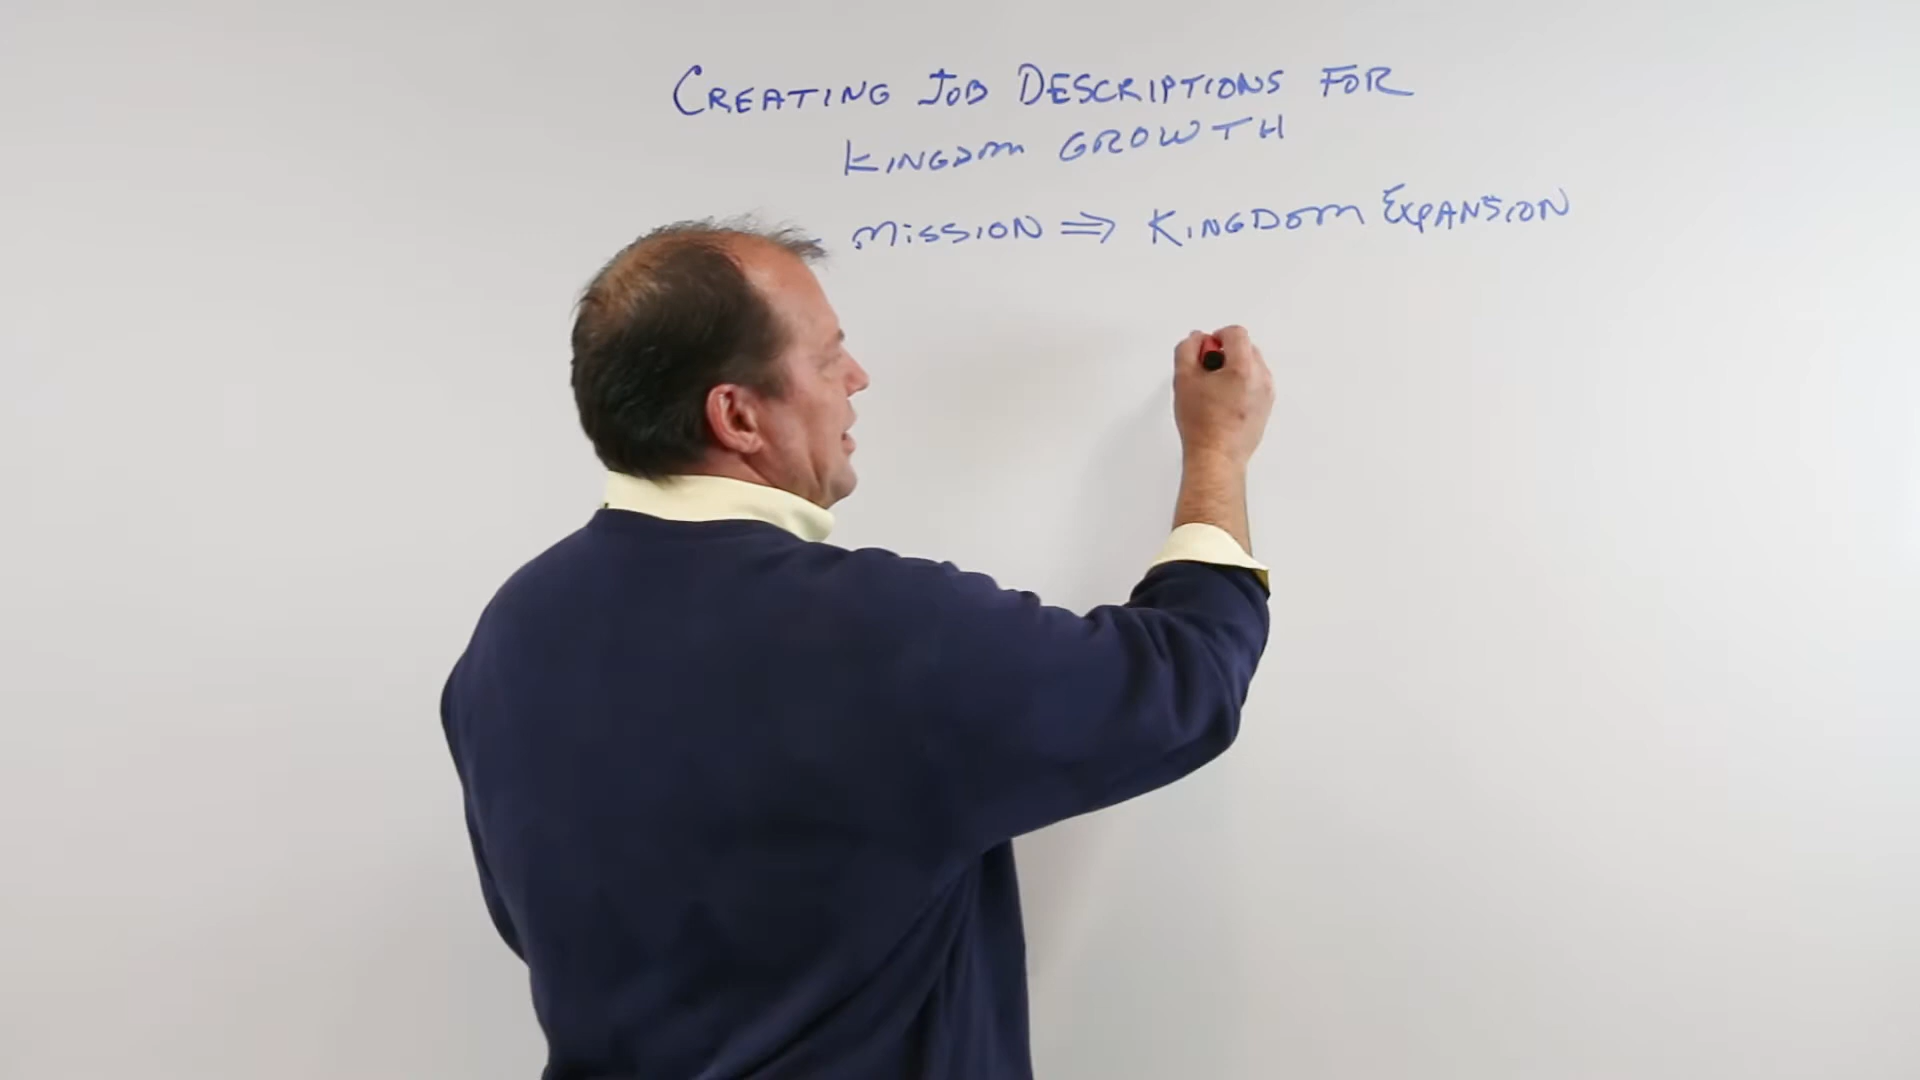 CREATING JOB DESCRIPTIONS FOR
KINGDOM GROWTH
- MISSION ⇒ KINGDOM EXPANSION